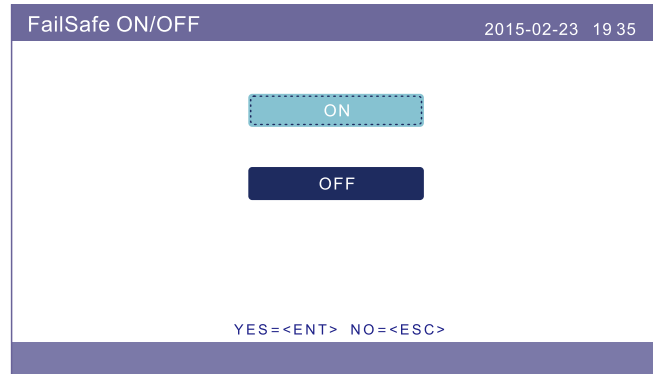 FailSafe ON/OFF 2015-02-23 19 35
ON
OFF
YES=<ENT> NO=<ESC>